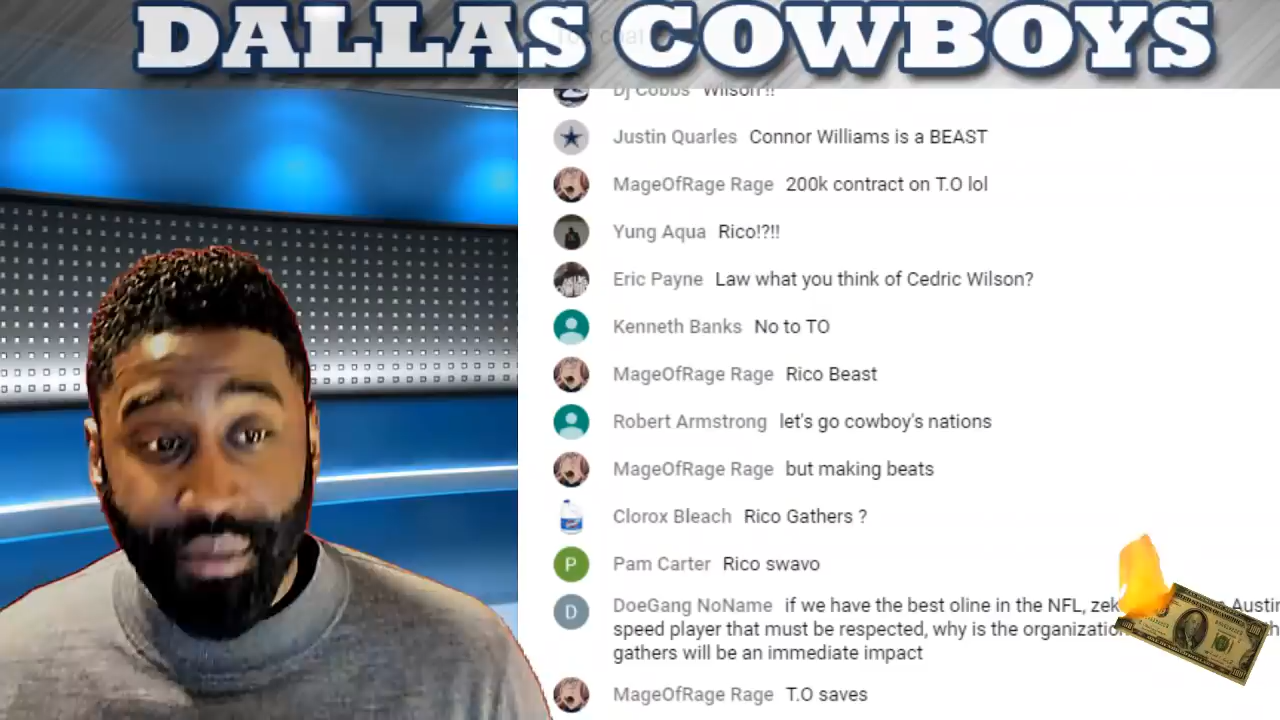 DALLAS COWBOYS
Dj Cobbs Wilson !!
Justin Quarles Connor Williams is a BEAST
MageOfRage Rage 200k contract on T.O lol
Yung Aqua Rico!?!!
Eric Payne Law what you think of Cedric Wilson?
Kenneth Banks No to TO
MageOfRage Rage Rico Beast
Robert Armstrong let's go cowboy's nations
MageOfRage Rage but making beats
Clorox Bleach Rico Gathers ?
P Pam Carter Rico swavo
D DoeGang NoName if we have the best oline in the NFL,
speed player that must be respected, why is the
gathers will be an immediate impact
MageOfRage Rage T.O saves
100